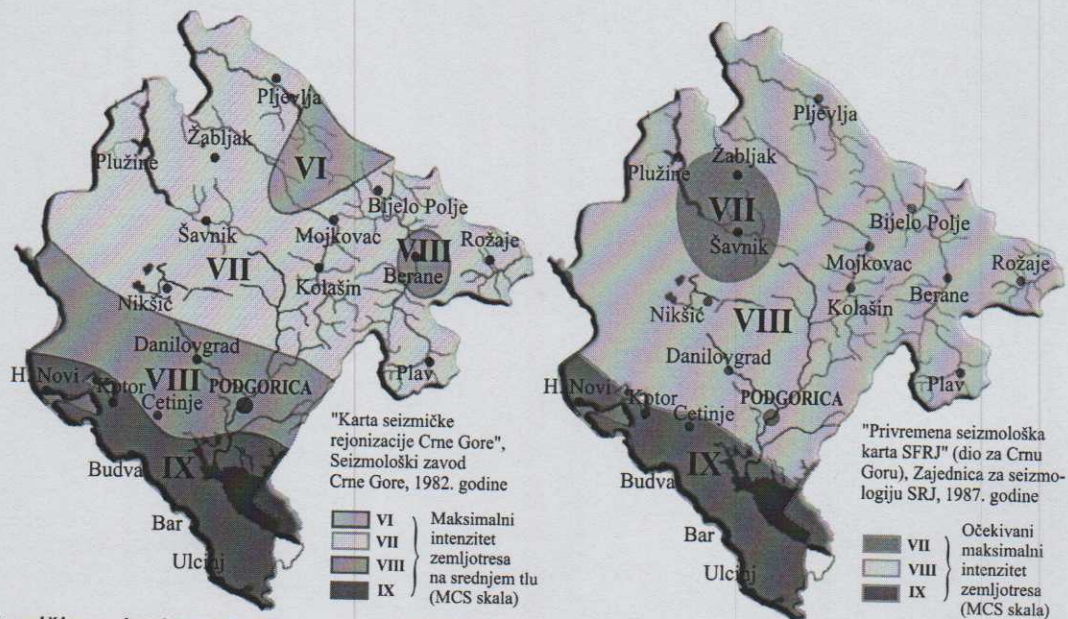 Pljevlja
Žabljak
Plužine
VI
Bijelo Polje
Šavnik
Mojkovac
VIII
Rožaje
VII
Berane
Kolašin
Nikšić
Danilovgrad
Plav
VIII
PODGORICA
H. Novi
Kotor
Cetinje
IX
Budva
Bar
Ulcinj
"Karta seizmičke
rejonizacije Crne Gore",
Seizmološki zavod
Crne Gore, 1982. godine
VI
VII
VIII
IX
Maksimalni
intenzitet
zemljotresa
na srednjem tlu
(MCS skala)
Pljevlja
Žabljak
Plužine
VII
Bijelo Polje
Šavnik
Mojkovac
Rožaje
Berane
Kolašin
Nikšić
VIII
Danilovgrad
Plav
H. Novi
PODGORICA
Kotor
Cetinje
IX
Budva
Bar
Ulcinj
"Privremena seizmološka
karta SFRJ" (dio za Crnu
Goru), Zajednica za seizmo-
logiju SRJ, 1987. godine
VII
VIII
IX
Očekivani
maksimalni
intenzitet
zemljotresa
(MCS skala)